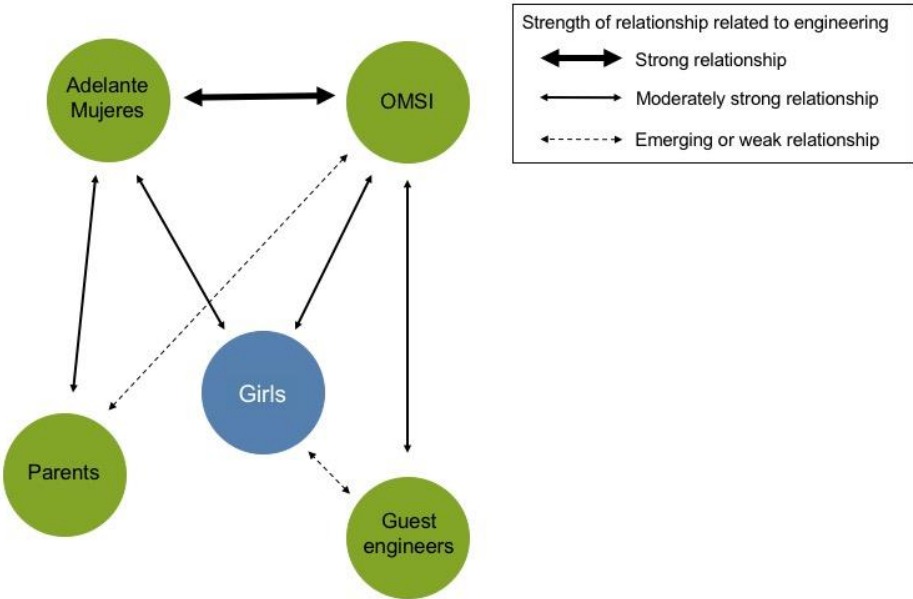 Adelante
Mujeres
OMSI
Girls
Parents
Guest
engineers
Strength of relationship related to engineering
Strong relationship
Moderately strong relationship
Emerging or weak relationship